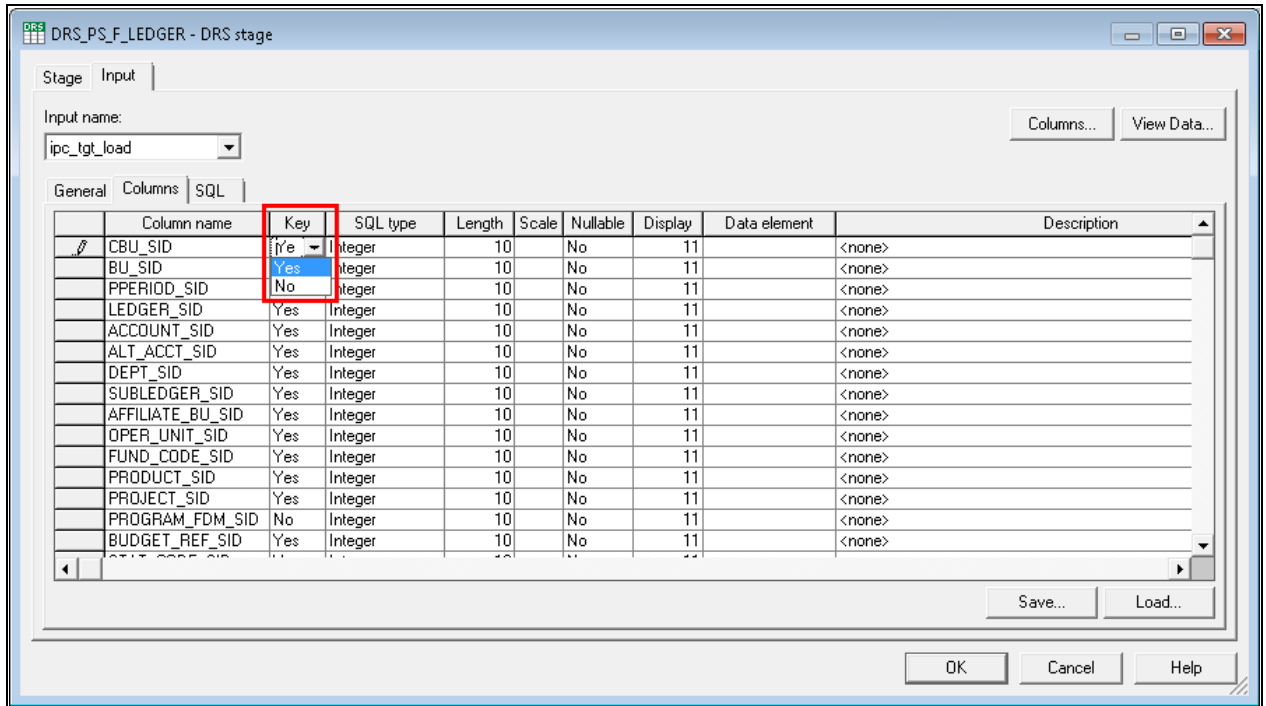 DRS DRS_PS_F_LEDGER - DRS stage
Stage Input
Input name:
Columns... View Data...
ipc_tgt_load
General Columns SQL
Column name Key SQL type Length Scale Nullable Display Data element Description
CBU_SID Ye Integer 10 No 11 <none>
BU_SID Yes nteger 10 No 11 <none>
PPERIOD_SID No nteger 10 No 11 <none>
LEDGER_SID Yes Integer 10 No 11 <none>
ACCOUNT_SID Yes Integer 10 No 11 <none>
ALT_ACCT_SID Yes Integer 10 No 11 <none>
DEPT_SID Yes Integer 10 No 11 <none>
SUBLEDGER_SID Yes Integer 10 No 11 <none>
AFFILIATE_BU_SID Yes Integer 10 No 11 <none>
OPER_UNIT_SID Yes Integer 10 No 11 <none>
FUND_CODE_SID Yes Integer 10 No 11 <none>
PRODUCT_SID Yes Integer 10 No 11 <none>
PROJECT_SID Yes Integer 10 No 11 <none>
PROGRAM_FDM_SID No Integer 10 No 11 <none>
BUDGET_REF_SID Yes Integer 10 No 11 <none>
Save... Load...
OK Cancel Help